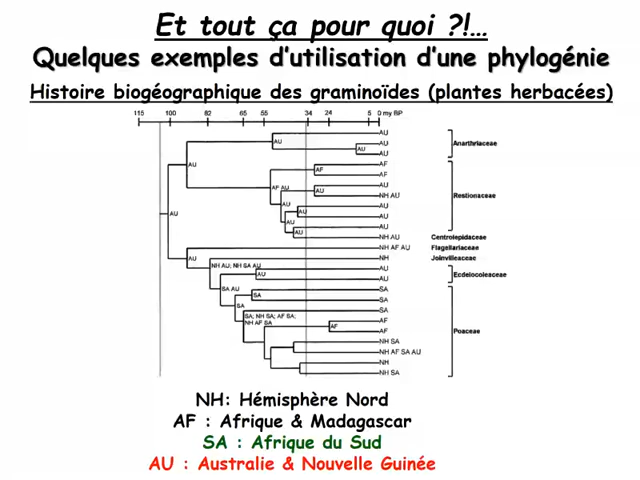 Et tout ça pour quoi ?!...
Quelques exemples d'utilisation d'une phylogénie
Histoire biogéographique des graminoïdes (plantes herbacées)
115 100 82 65 55 34 24 5 0 my BP
AU
AU
AU
AU
AU
Anarthriaceae
AU
AF
AF
AF
AF AU
AU
AU
NH AU
Restionaceae
AU
AU
AU
AU
AU
AU
AU
NH AU
Centrolepidaceae
NH AF AU
Flagellariaceae
AU
NH
Joinvilleaceae
NH AU; NH SA AU
AU
AU
AU
Ecdeiocoleaceae
SA AU
SA
SA
SA
SA
SA
SA; NH SA; AF SA;
NH AF SA
AF
AF
AF
Poaceae
NH SA
NH AF SA AU
NH
NH SA
NH: Hémisphère Nord
AF : Afrique & Madagascar
SA : Afrique du Sud
AU : Australie & Nouvelle Guinée